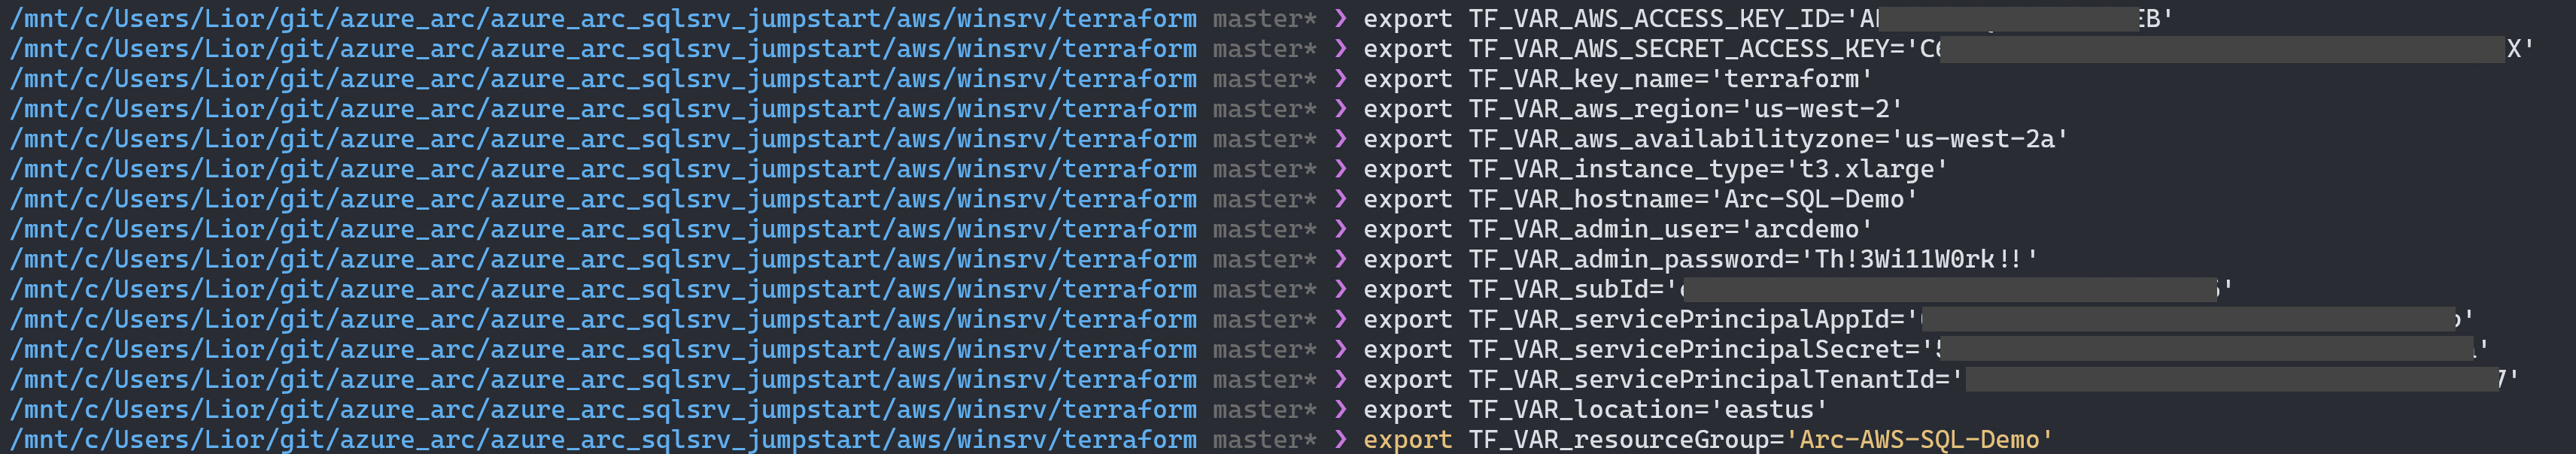 /mnt/c/Users/Lior/git/azure_arc/azure_arc_sqlsrv_jumpstart/aws/winsrv/terraform master* ❯ export TF_VAR_AWS_ACCESS_KEY_ID='A EB'
/mnt/c/Users/Lior/git/azure_arc/azure_arc_sqlsrv_jumpstart/aws/winsrv/terraform master* ❯ export TF_VAR_AWS_SECRET_ACCESS_KEY='C X'
/mnt/c/Users/Lior/git/azure_arc/azure_arc_sqlsrv_jumpstart/aws/winsrv/terraform master* ❯ export TF_VAR_key_name='terraform'
/mnt/c/Users/Lior/git/azure_arc/azure_arc_sqlsrv_jumpstart/aws/winsrv/terraform master* ❯ export TF_VAR_aws_region='us-west-2'
/mnt/c/Users/Lior/git/azure_arc/azure_arc_sqlsrv_jumpstart/aws/winsrv/terraform master* ❯ export TF_VAR_aws_availabilityzone='us-west-2a'
/mnt/c/Users/Lior/git/azure_arc/azure_arc_sqlsrv_jumpstart/aws/winsrv/terraform master* ❯ export TF_VAR_instance_type='t3.xlarge'
/mnt/c/Users/Lior/git/azure_arc/azure_arc_sqlsrv_jumpstart/aws/winsrv/terraform master* ❯ export TF_VAR_hostname='Arc-SQL-Demo'
/mnt/c/Users/Lior/git/azure_arc/azure_arc_sqlsrv_jumpstart/aws/winsrv/terraform master* ❯ export TF_VAR_admin_user='arcdemo'
/mnt/c/Users/Lior/git/azure_arc/azure_arc_sqlsrv_jumpstart/aws/winsrv/terraform master* ❯ export TF_VAR_admin_password='Th!3Wi11W0rk!!'
/mnt/c/Users/Lior/git/azure_arc/azure_arc_sqlsrv_jumpstart/aws/winsrv/terraform master* ❯ export TF_VAR_subId=' '
/mnt/c/Users/Lior/git/azure_arc/azure_arc_sqlsrv_jumpstart/aws/winsrv/terraform master* ❯ export TF_VAR_servicePrincipalAppId=' '
/mnt/c/Users/Lior/git/azure_arc/azure_arc_sqlsrv_jumpstart/aws/winsrv/terraform master* ❯ export TF_VAR_servicePrincipalSecret=' '
/mnt/c/Users/Lior/git/azure_arc/azure_arc_sqlsrv_jumpstart/aws/winsrv/terraform master* ❯ export TF_VAR_servicePrincipalTenantId=' '
/mnt/c/Users/Lior/git/azure_arc/azure_arc_sqlsrv_jumpstart/aws/winsrv/terraform master* ❯ export TF_VAR_location='eastus'
/mnt/c/Users/Lior/git/azure_arc/azure_arc_sqlsrv_jumpstart/aws/winsrv/terraform master* ❯ export TF_VAR_resourceGroup='Arc-AWS-SQL-Demo'